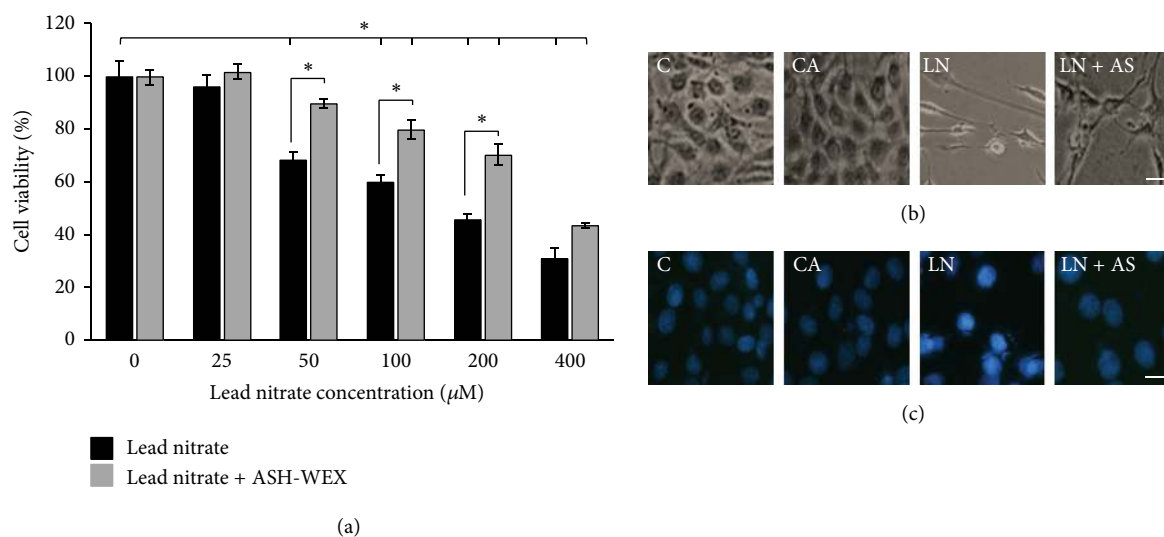 120
100
80
60
40
20
0
Cell viability (%)
*
*
*
*
0 25 50 100 200 400
Lead nitrate concentration (μM)
Lead nitrate
Lead nitrate + ASH-WEX
(a)
C CA LN LN + AS
(b)
C CA LN LN + AS
(c)